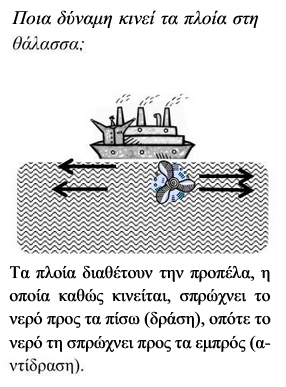 Ποια δύναμη κινεί τα πλοία στη
θάλασσα;
Τα πλοία διαθέτουν την προπέλα, η
οποία καθώς κινείται, σπρώχνει το
νερό προς τα πίσω (δράση), οπότε το
νερό τη σπρώχνει προς τα εμπρός (α-
ντίδραση).